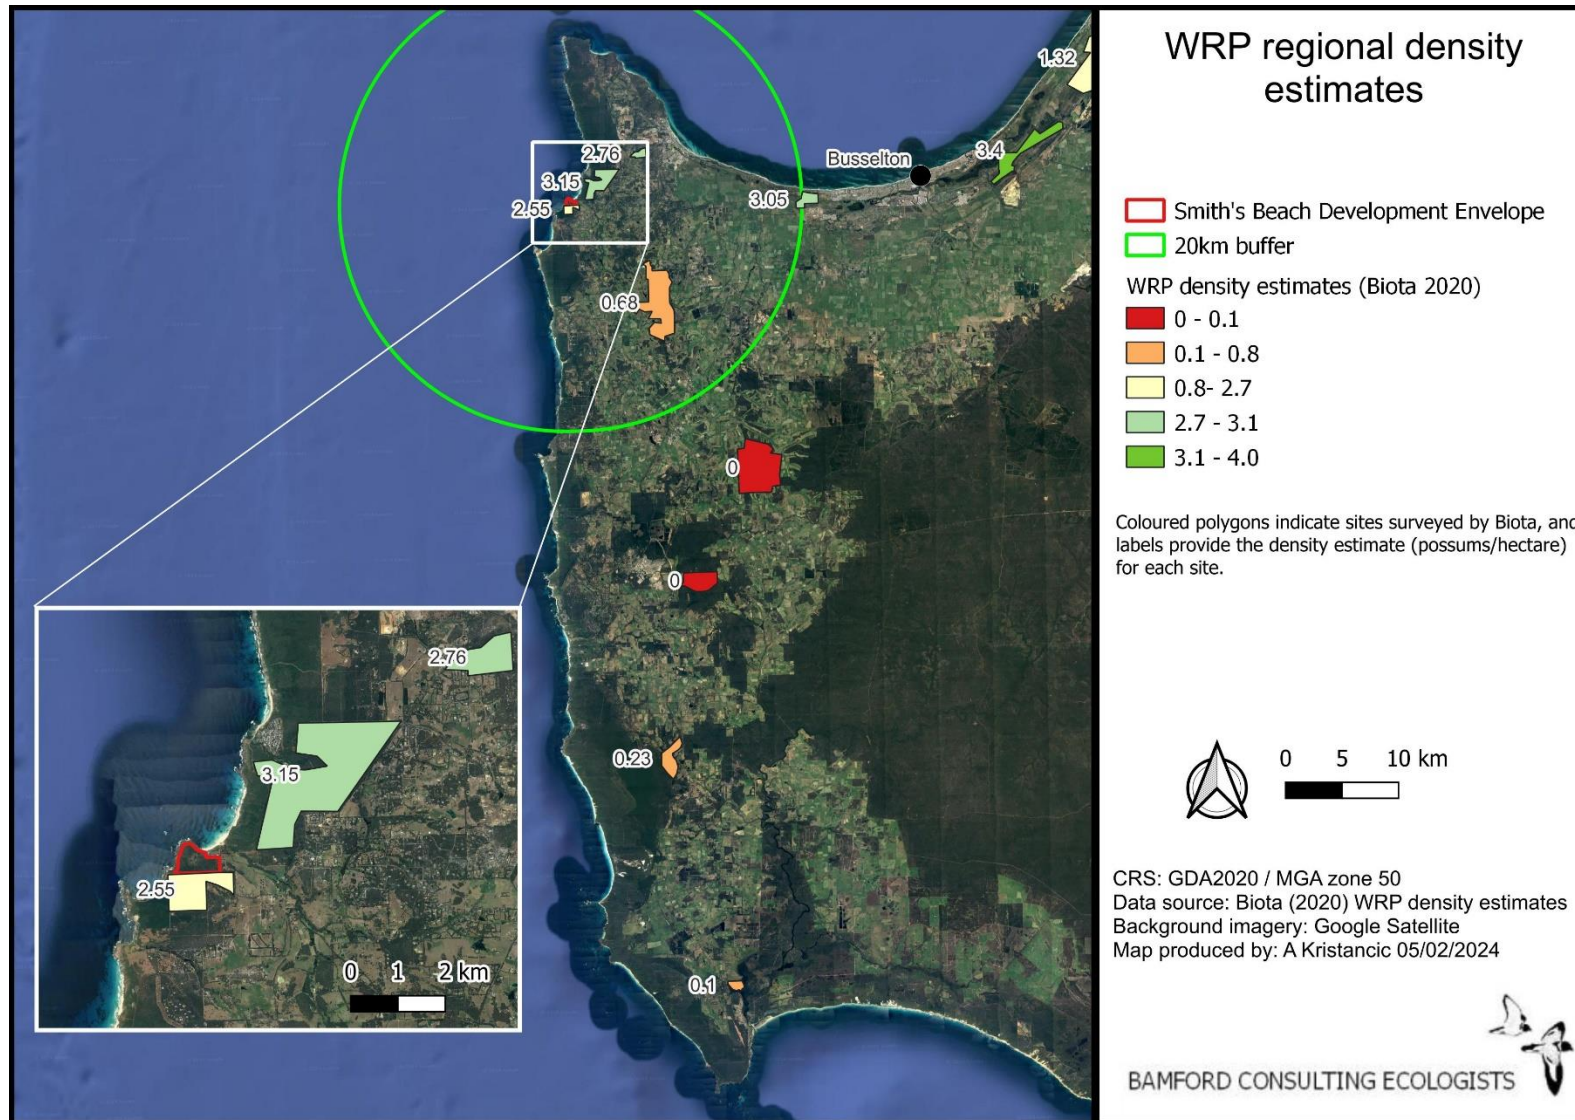 WRP regional density
estimates
Smith's Beach Development Envelope
20km buffer
WRP density estimates (Biota 2020)
0 - 0.1
0.1 - 0.8
0.8- 2.7
2.7 - 3.1
3.1 - 4.0
Coloured polygons indicate sites surveyed by Biota, and
labels provide the density estimate (possums/hectare)
for each site.
0 5 10 km
CRS: GDA2020 / MGA zone 50
Data source: Biota (2020) WRP density estimates
Background imagery: Google Satellite
Map produced by: A Kristancic 05/02/2024
BAMFORD CONSULTING ECOLOGISTS
1.32
3.4
Busselton
2.76
3.15
3.05
2.55
0.68
0
0
0.23
0.1
2.76
3.15
2.55
0 1 2 km